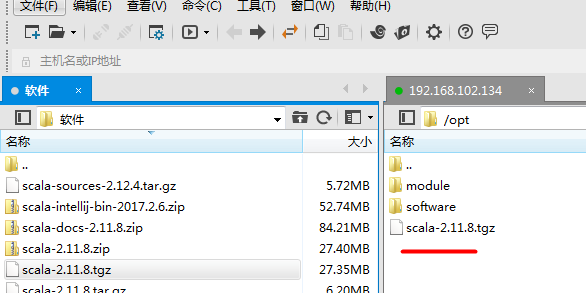 文件(F) 编辑(E) 查看(V) 命令(C) 工具(T) 窗口(W) 帮助(H)
主机名或IP地址
软件
192.168.102.134
软件
/opt
名称 大小
名称
..
..
scala-sources-2.12.4.tar.gz 5.72MB
module
scala-intellij-bin-2017.2.6.zip 52.74MB
software
scala-docs-2.11.8.zip 84.21MB
scala-2.11.8.tgz
scala-2.11.8.zip 27.40MB
scala-2.11.8.tgz 27.35MB
scala-2.11.8.tar.gz 6.20MB